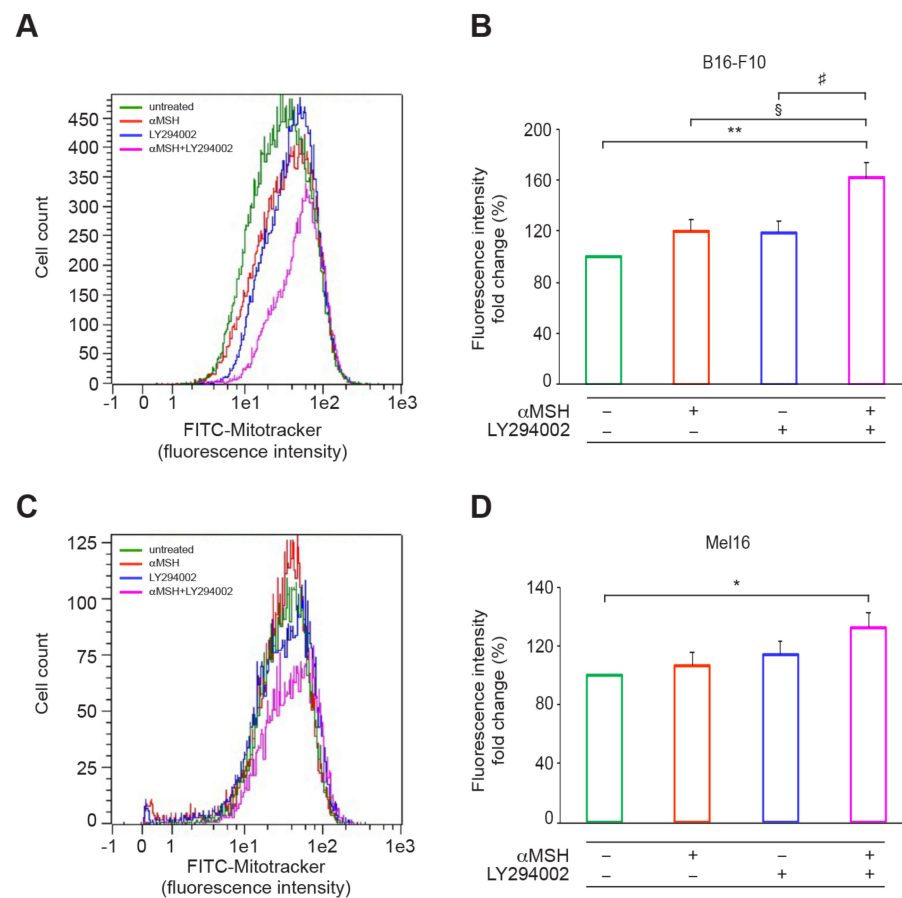 A
untreated
αMSH
LY294002
αMSH+LY294002
450
400
350
300
250
200
150
100
50
0
Cell count
-1 0 1 1e1 1e2 1e3
FITC-Mitotracker
(fluorescence intensity)
B
B16-F10
♯
§
**
200
160
120
80
40
0
Fluorescence intensity
fold change (%)
αMSH – + – +
LY294002 – – + +
C
untreated
αMSH
LY294002
αMSH+LY294002
125
100
75
50
25
0
Cell count
-1 0 1 1e1 1e2 1e3
FITC-Mitotracker
(fluorescence intensity)
D
Mel16
*
140
120
80
40
0
Fluorescence intensity
fold change (%)
αMSH – + – +
LY294002 – – + +